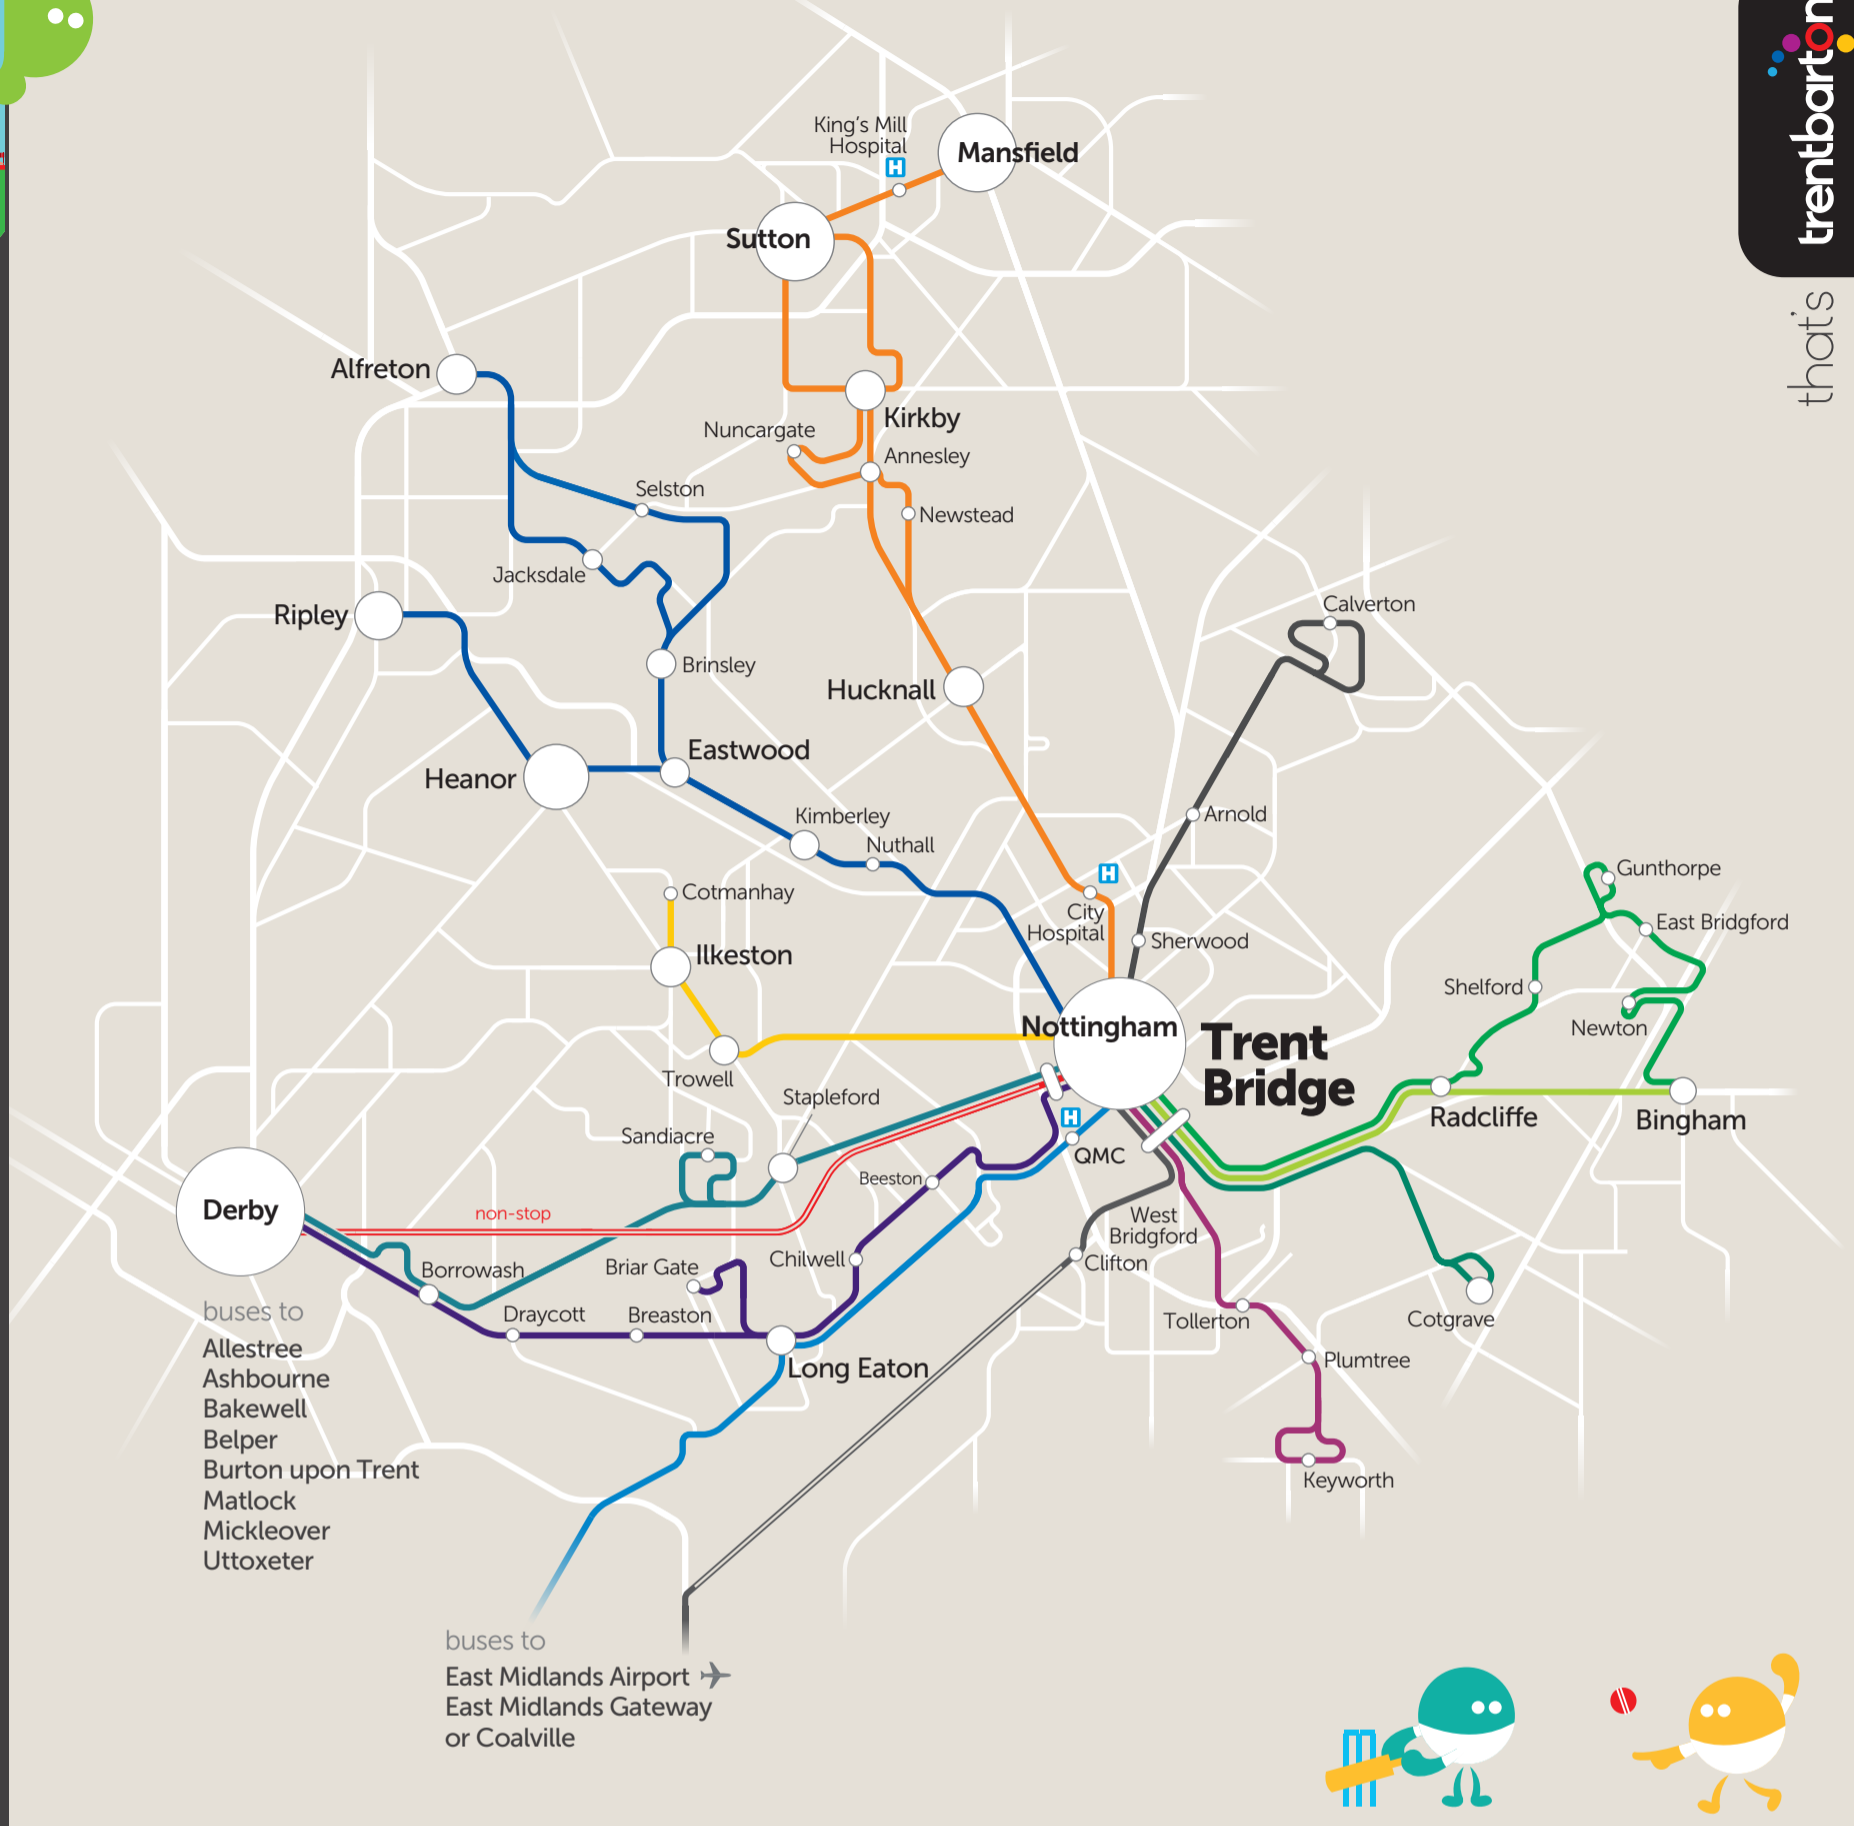 King's Mill
Hospital
H
Mansfield
Sutton
trentbarton
that's
Alfreton
Kirkby
Nuncargate
Annesley
Selston
Newstead
Jacksdale
Calverton
Ripley
Brinsley
Hucknall
Eastwood
Heanor
Kimberley
Arnold
Nuthall
H
Gunthorpe
Cotmanhay
City
Hospital
East Bridgford
Sherwood
Ilkeston
Shelford
Nottingham
Newton
Trent
Bridge
Trowell
Stapleford
H
Radcliffe
Bingham
Sandiacre
QMC
Beeston
Derby
non-stop
West
Bridgford
Chilwell
Clifton
Borrowash
Briar Gate
Draycott
Breaston
Tollerton
Cotgrave
Plumtree
Long Eaton
Keyworth
buses to
Allestree
Ashbourne
Bakewell
Belper
Burton upon Trent
Matlock
Mickleover
Uttoxeter
buses to
East Midlands Airport
East Midlands Gateway
or Coalville